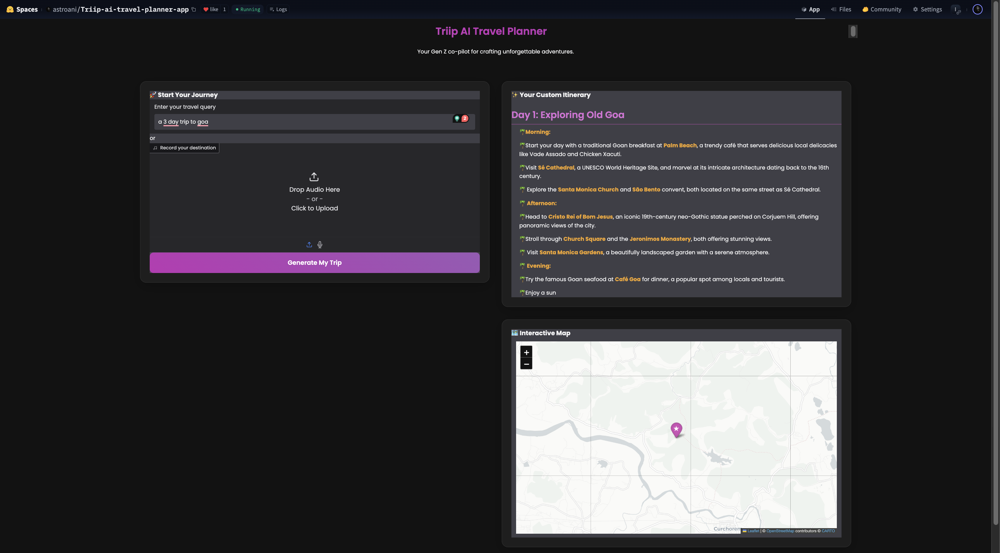 Spaces
astroani/Triip-ai-travel-planner-app
like 1
Running
Logs
App
Files
Community
Settings
Triip AI Travel Planner
Your Gen Z co-pilot for crafting unforgettable adventures.
🚀 Start Your Journey
Enter your travel query
a 3 day trip to goa
2
or
Record your destination
Drop Audio Here
- or -
Click to Upload
Generate My Trip
✨ Your Custom Itinerary
Day 1: Exploring Old Goa
🌴Morning:
🌴Start your day with a traditional Goan breakfast at Palm Beach, a trendy café that serves delicious local delicacies
like Vade Assado and Chicken Xacuti.
🌴Visit Sé Cathedral, a UNESCO World Heritage Site, and marvel at its intricate architecture dating back to the 16th
century.
🌴 Explore the Santa Monica Church and São Bento convent, both located on the same street as Sé Cathedral.
🌴 Afternoon:
🌴Head to Cristo Rei of Bom Jesus, an iconic 19th-century neo-Gothic statue perched on Corjuem Hill, offering
panoramic views of the city.
🌴Stroll through Church Square and the Jeronimos Monastery, both offering stunning views.
🌴 Visit Santa Monica Gardens, a beautifully landscaped garden with a serene atmosphere.
🌴 Evening:
🌴Try the famous Goan seafood at Café Goa for dinner, a popular spot among locals and tourists.
🌴Enjoy a sun
🗺️ Interactive Map
+
−
Curchorem
Leaflet | © OpenStreetMap contributors © CARTO